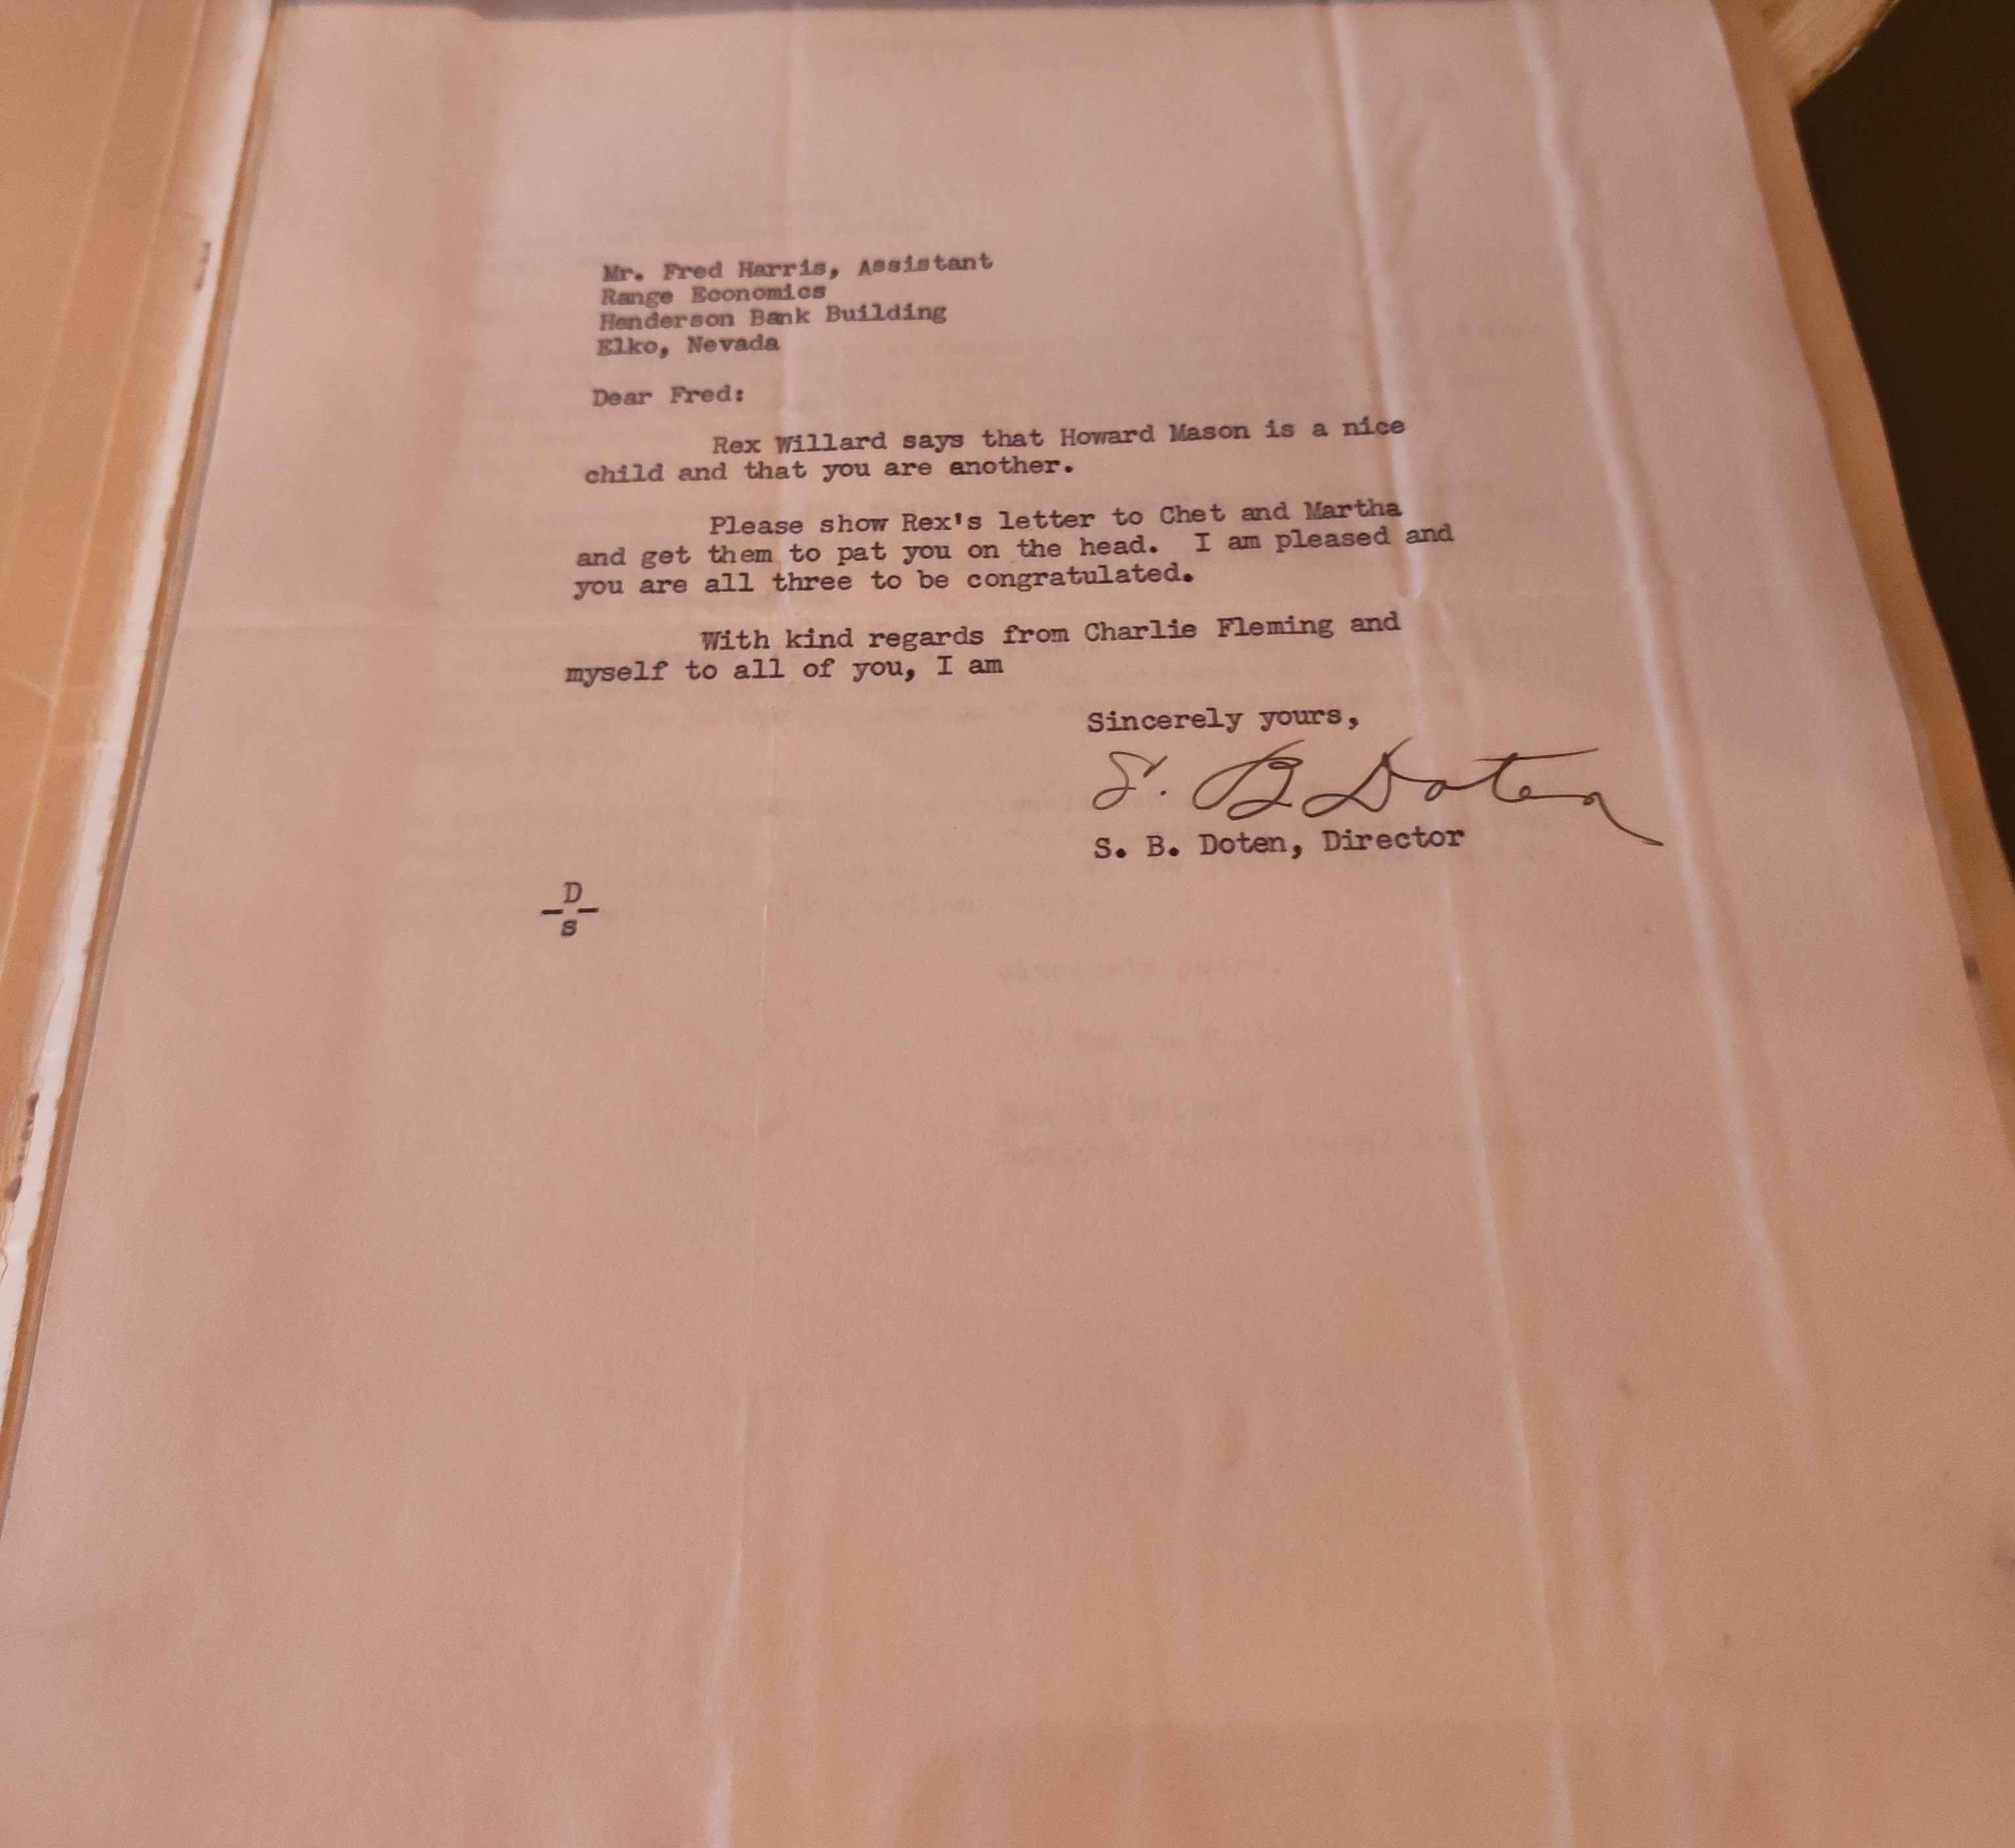 Mr. Fred Harris, Assistant
Range Economics
Henderson Bank Building
Elko, Nevada
Dear Fred:
Rex Willard says that Howard Mason is a nice
child and that you are another.
Please show Rex's letter to Chet and Martha
and get them to pat you on the head. I am pleased and
you are all three to be congratulated.
With kind regards from Charlie Fleming and
myself to all of you, I am
Sincerely yours,
S. B Doten
S. B. Doten, Director
D
S